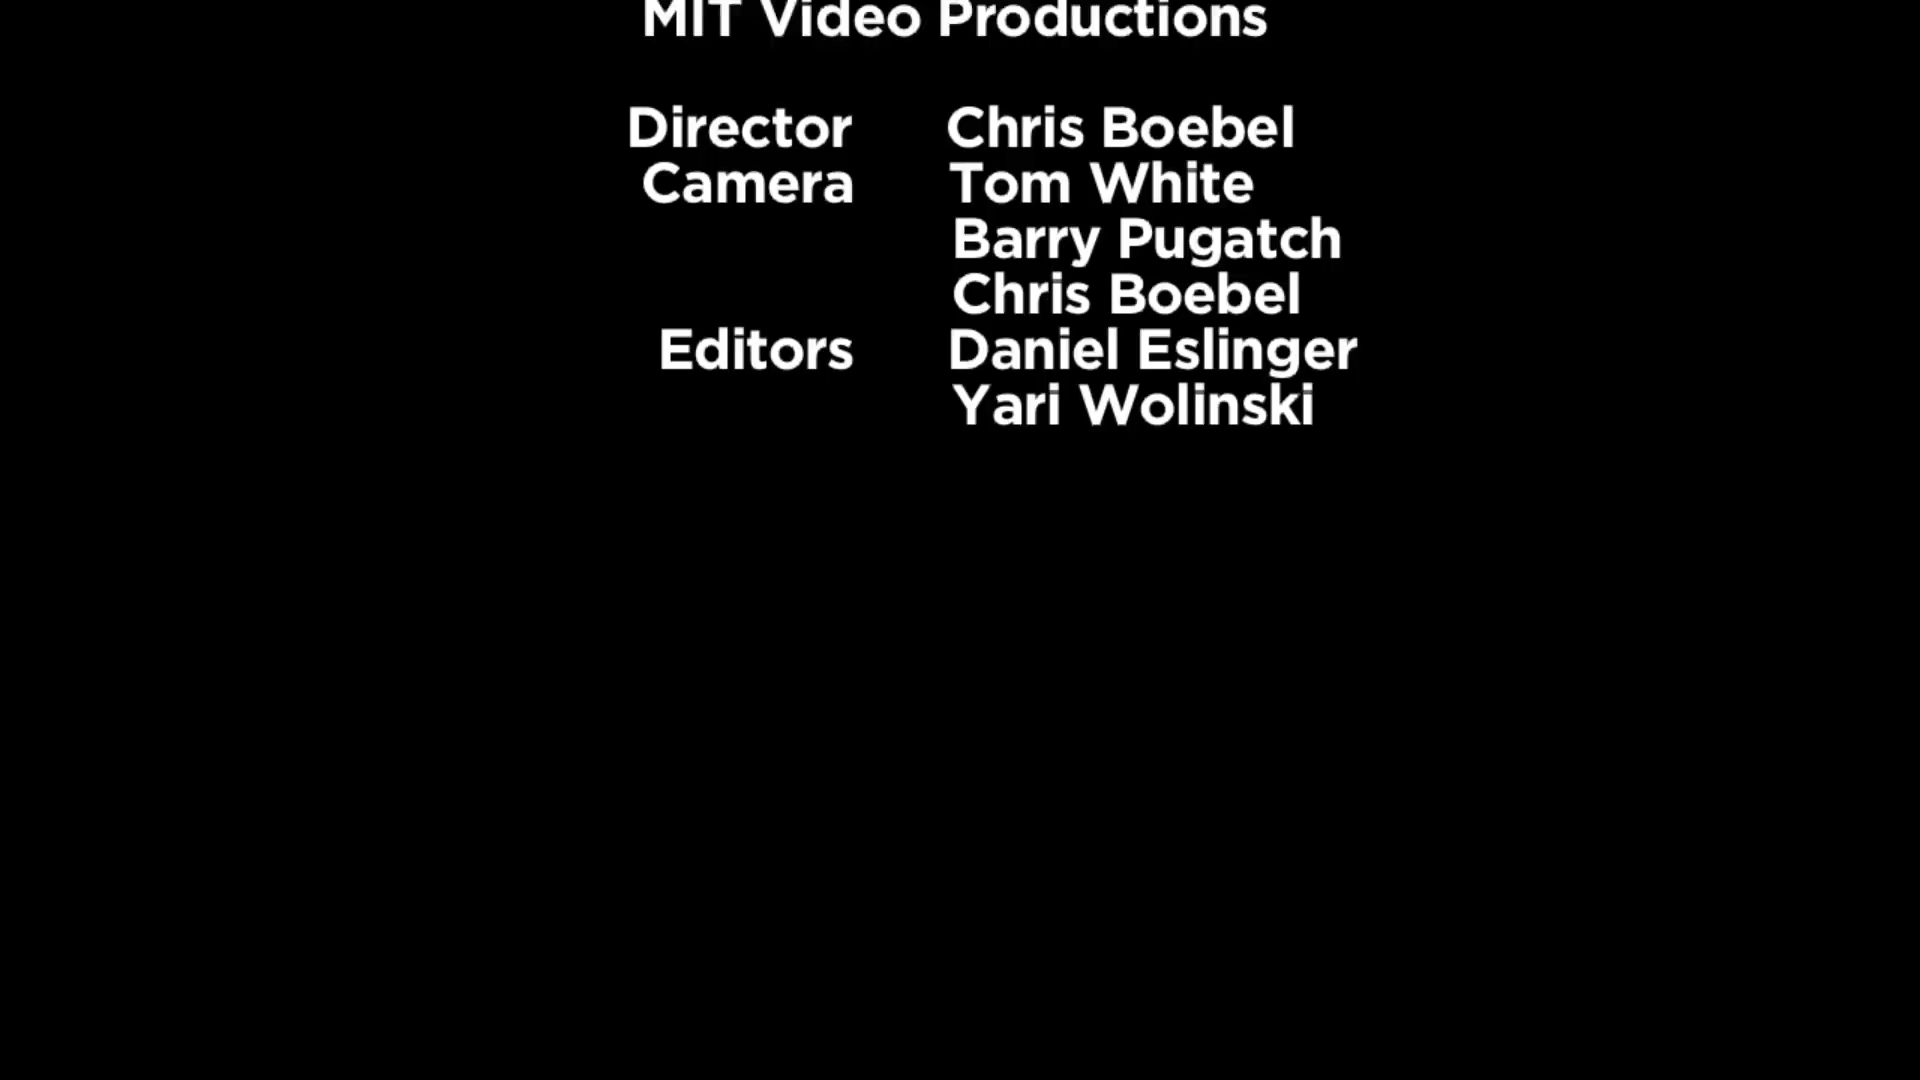 MIT Video Productions
Director Chris Boebel
Camera Tom White
Barry Pugatch
Chris Boebel
Editors Daniel Eslinger
Yari Wolinski